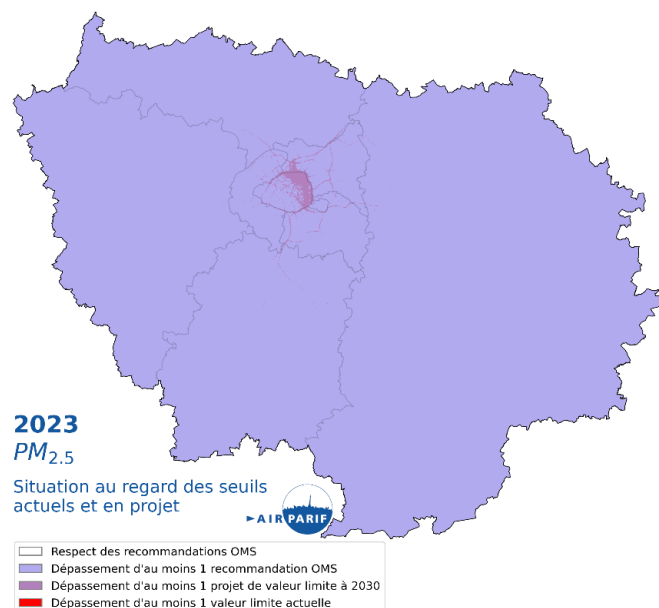 2023
PM2.5
Situation au regard des seuils
actuels et en projet
AIRPARIF
Respect des recommandations OMS
Dépassement d'au moins 1 recommandation OMS
Dépassement d'au moins 1 projet de valeur limite à 2030
Dépassement d'au moins 1 valeur limite actuelle